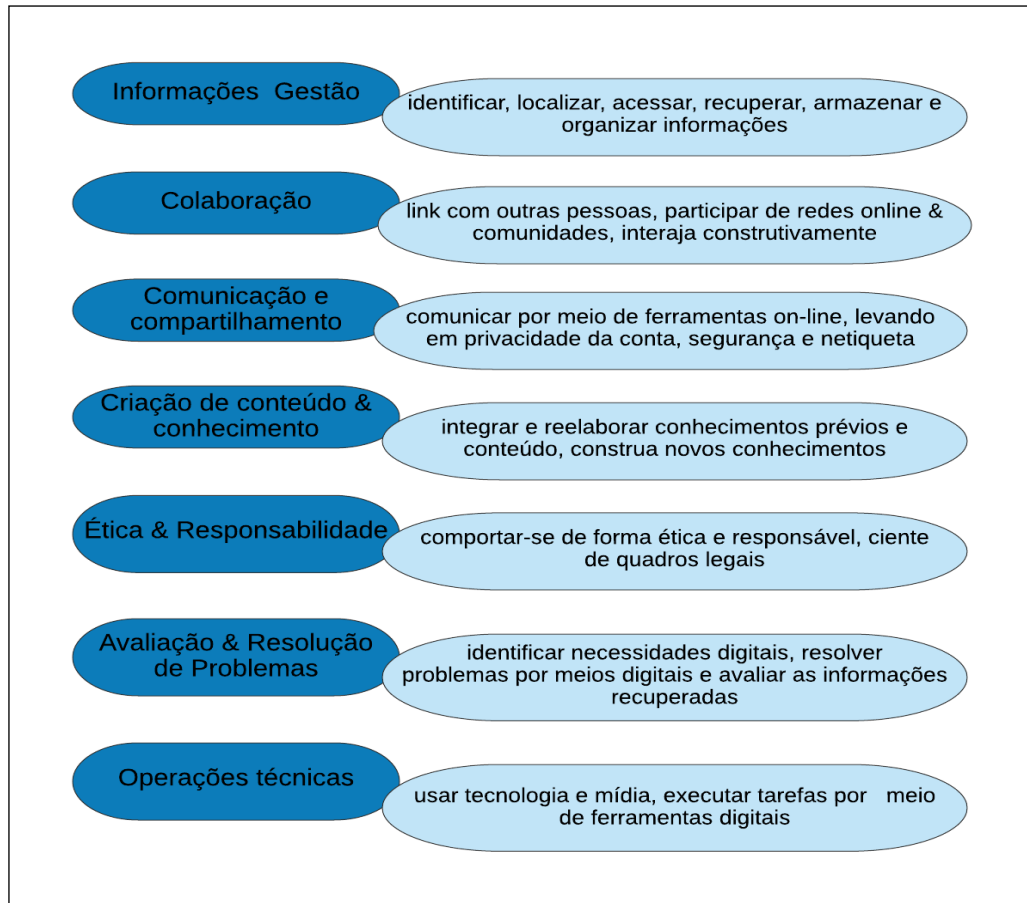 Informações  Gestão
identificar, localizar, acessar, recuperar, armazenar e
organizar informações
Colaboração
link com outras pessoas, participar de redes online &
comunidades, interaja construtivamente
Comunicação e
compartilhamento
comunicar por meio de ferramentas on-line, levando
em privacidade da conta, segurança e netiqueta
Criação de conteúdo &
conhecimento
integrar e reelaborar conhecimentos prévios e
conteúdo, construa novos conhecimentos
Ética & Responsabilidade
comportar-se de forma ética e responsável, ciente
de quadros legais
Avaliação & Resolução
de Problemas
identificar necessidades digitais, resolver
problemas por meios digitais e avaliar as informações
recuperadas
Operações técnicas
usar tecnologia e mídia, executar tarefas por   meio
de ferramentas digitais